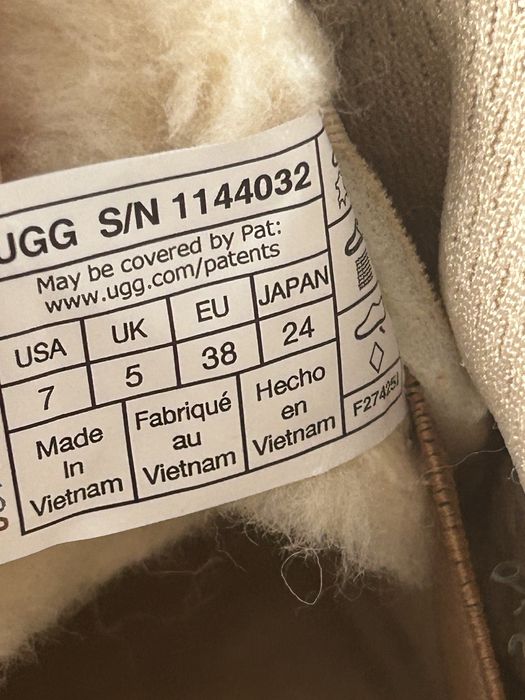 UGG S/N 1144032
May be covered by Pat:
www.ugg.com/patents
USA UK EU JAPAN
7 5 38 24
Made In Vietnam
Fabriqué au Vietnam
Hecho en Vietnam